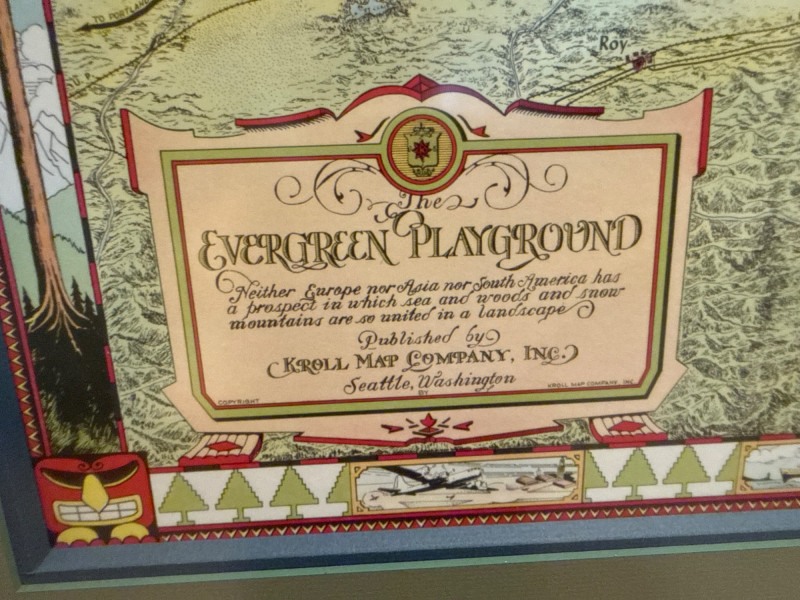 TO PORTLAND
U.P.
Roy
The
EVERGREEN PLAYGROUND
Neither Europe nor Asia nor South America has
a prospect in which sea and woods and snow
mountains are so united in a landscape
Published by
KROLL MAP COMPANY, INC.
Seattle, Washington
COPYRIGHT
BY
KROLL MAP COMPANY, INC.